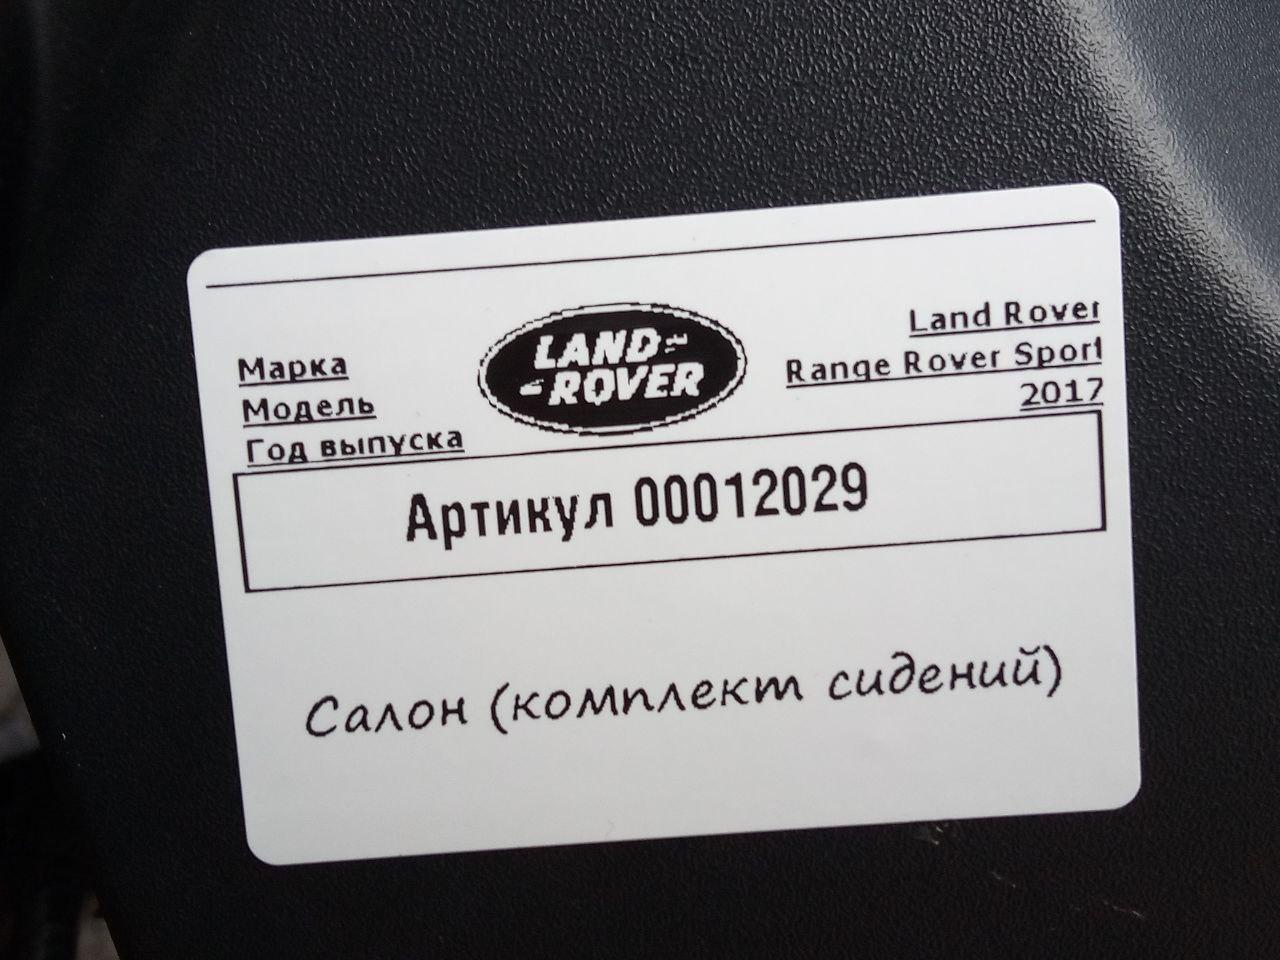 Марка Land Rover
Модель Range Rover Sport
Год выпуска 2017
LAND
ROVER
Артикул 00012029
Салон (комплект сидений)